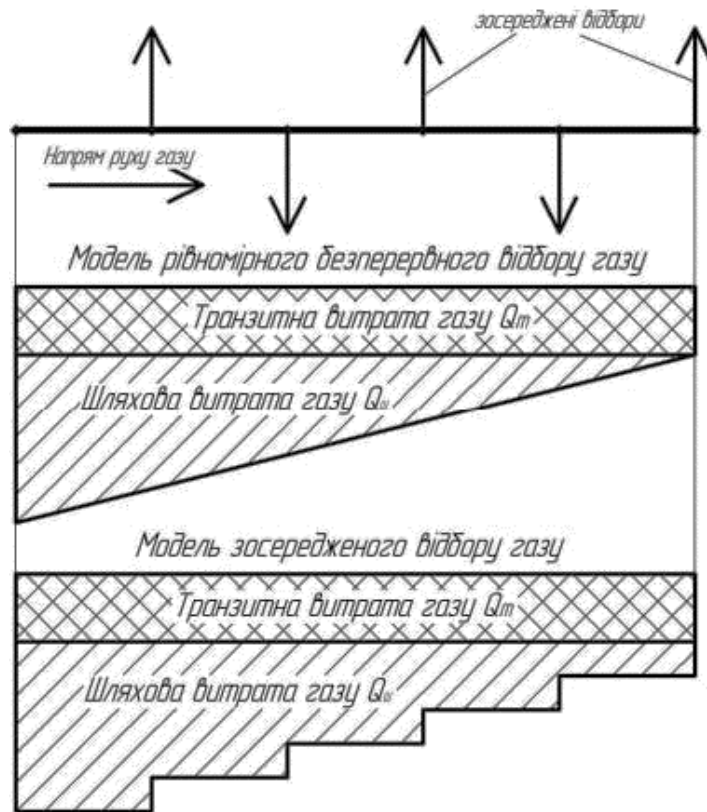 засереджені відбори
Напрям руху газу
Модель рівномірного безперервного відбору газу
Транзитна витрата газу Qт
Шляхова витрата газу Qш
Модель зосередженого відбору газу
Транзитна витрата газу Qт
Шляхова витрата газу Qш